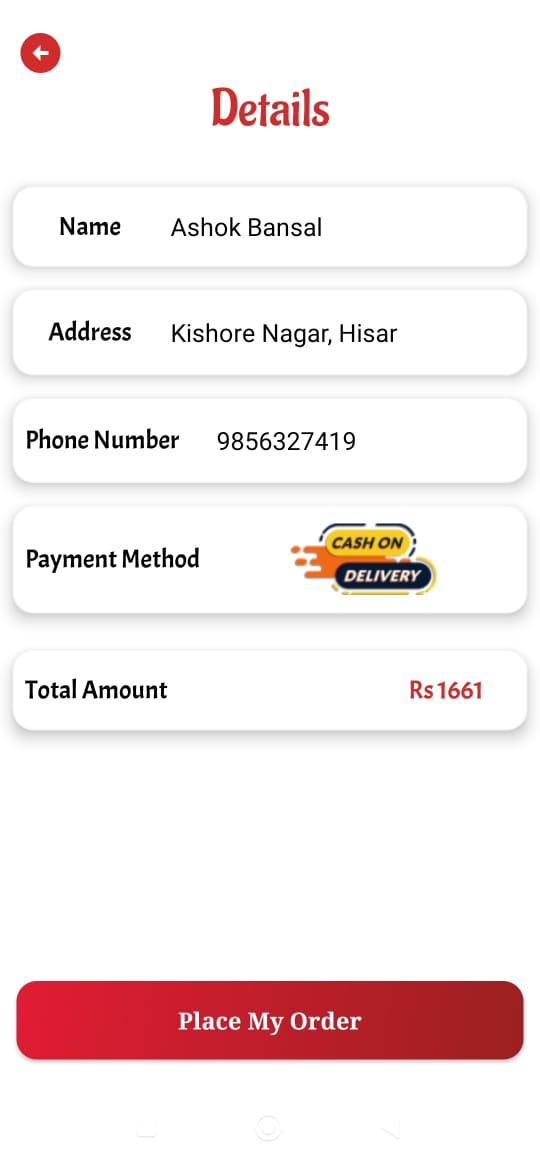 Details
Name Ashok Bansal
Address Kishore Nagar, Hisar
Phone Number 9856327419
Payment Method CASH ON
DELIVERY
Total Amount Rs 1661
Place My Order